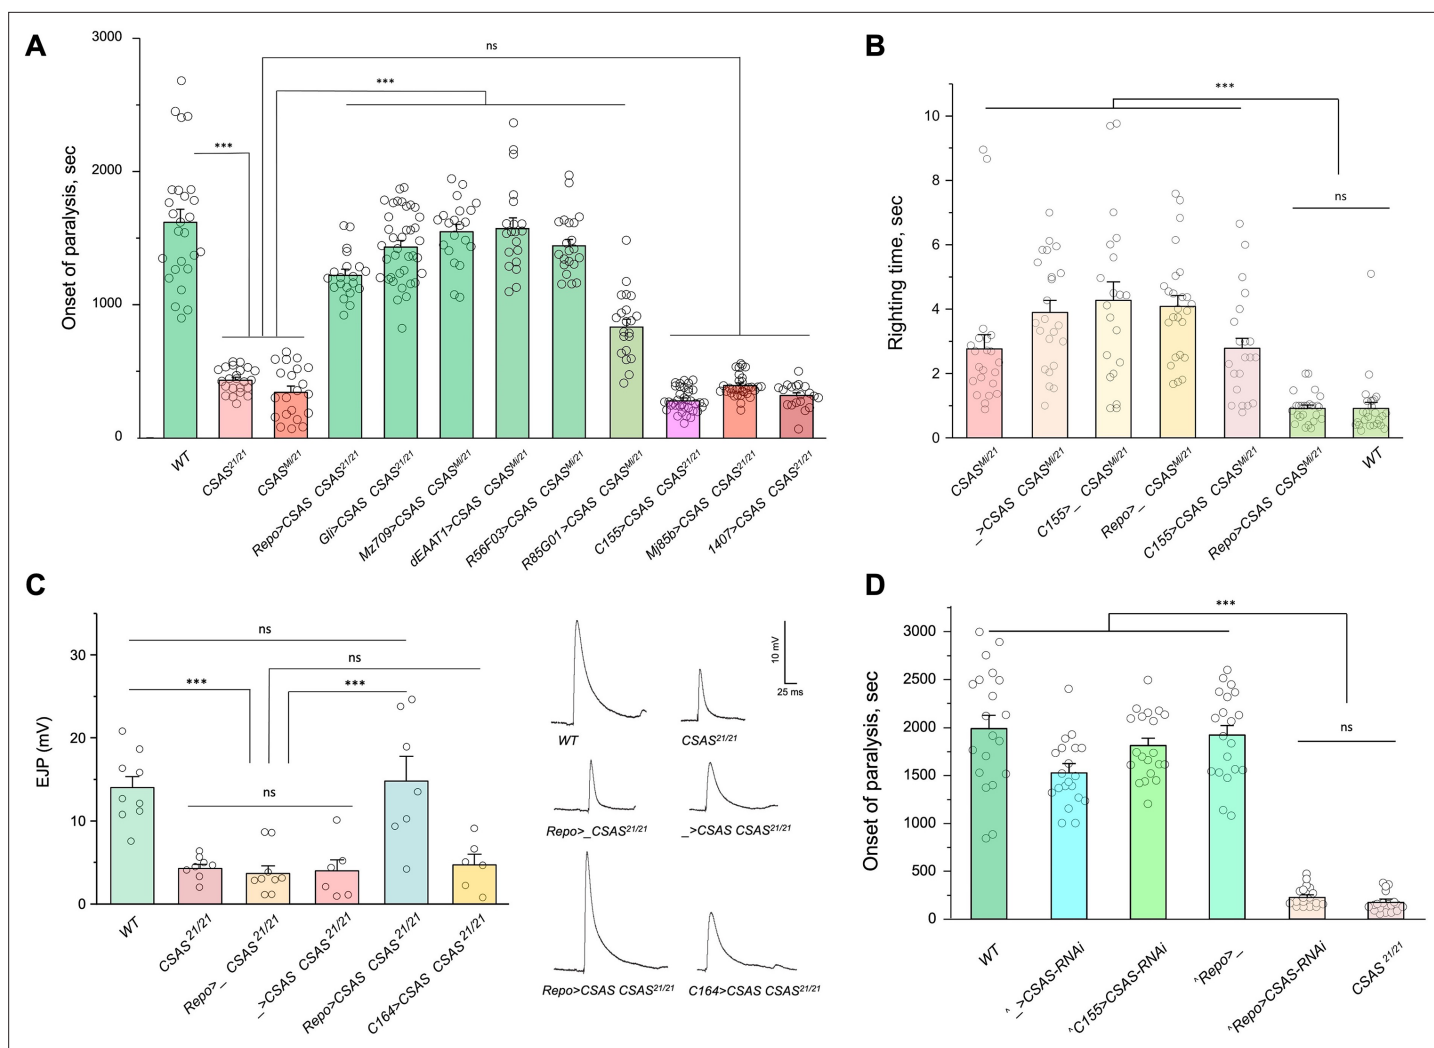 A
3000
2000
1000
0
Onset of paralysis, sec
ns
***
***
WT
CSAS21/21
CSASMI/21
Repo>CSAS CSAS21/21
Gli>CSAS CSAS21/21
Mz709>CSAS CSASMI/21
dEAAT1>CSAS CSASMI/21
R56F03>CSAS CSASMI/21
R85G01>CSAS CSASMI/21
C155>CSAS CSAS21/21
Mj85b>CSAS CSAS21/21
1407>CSAS CSAS21/21
B
10
8
6
4
2
0
Righting time, sec
***
ns
CSASMI/21
_>CSAS CSASMI/21
C155>_ CSASMI/21
Repo>_ CSASMI/21
C155>CSAS CSASMI/21
Repo>CSAS CSASMI/21
WT
C
30
20
10
0
EJP (mV)
ns
ns
***
***
ns
WT
CSAS21/21
Repo>_ CSAS21/21
_>CSAS CSAS21/21
Repo>CSAS CSAS21/21
C164>CSAS CSAS21/21
10 mV
25 ms
WT
CSAS21/21
Repo>_CSAS21/21
_>CSAS CSAS21/21
Repo>CSAS CSAS21/21
C164>CSAS CSAS21/21
D
3000
2500
2000
1500
1000
500
0
Onset of paralysis, sec
***
ns
WT
^_>CSAS-RNAi
^C155>CSAS-RNAi
^Repo>_
^Repo>CSAS-RNAi
CSAS21/21